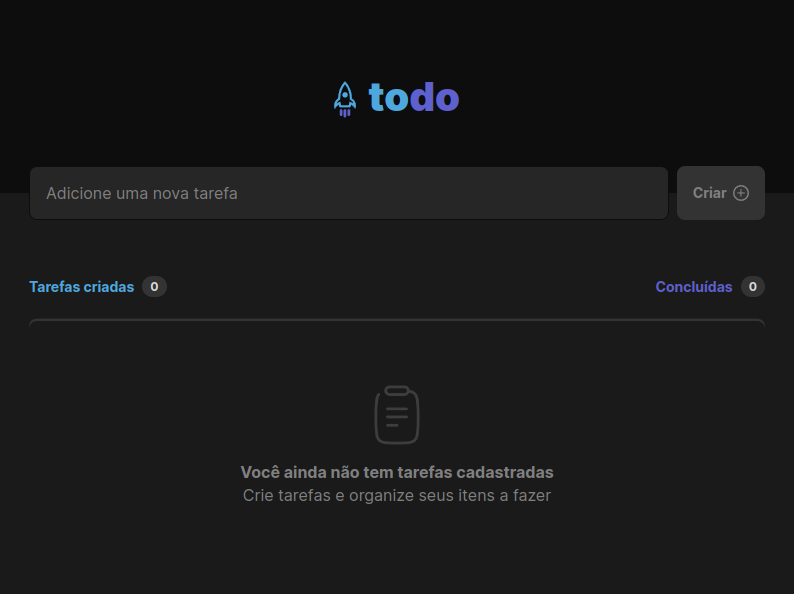 todo
Adicione uma nova tarefa
Criar
Tarefas criadas 0
Concluídas 0
Você ainda não tem tarefas cadastradas
Crie tarefas e organize seus itens a fazer